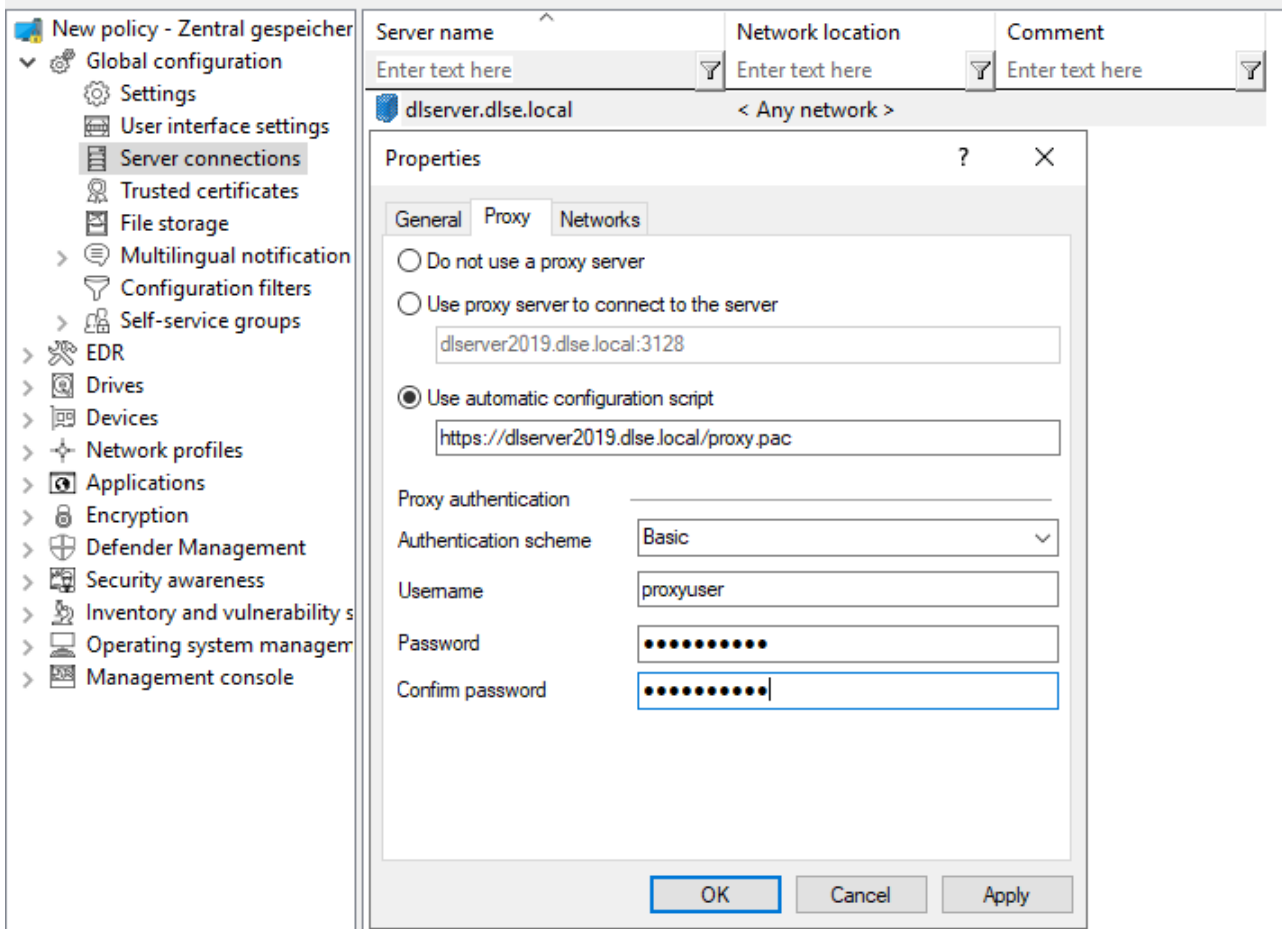 New policy - Zentral gespeicher
Global configuration
Settings
User interface settings
Server connections
Trusted certificates
File storage
Multilingual notification
Configuration filters
Self-service groups
EDR
Drives
Devices
Network profiles
Applications
Encryption
Defender Management
Security awareness
Inventory and vulnerability s
Operating system managem
Management console
Server name Network location Comment
Enter text here Enter text here Enter text here
dlserver.dlse.local < Any network >
Properties ?
General Proxy Networks
Do not use a proxy server
Use proxy server to connect to the server
dlserver2019.dlse.local:3128
Use automatic configuration script
https://dlserver2019.dlse.local/proxy.pac
Proxy authentication
Authentication scheme Basic
Username proxyuser
Password ●●●●●●●●●●
Confirm password ●●●●●●●●●●
OK Cancel Apply